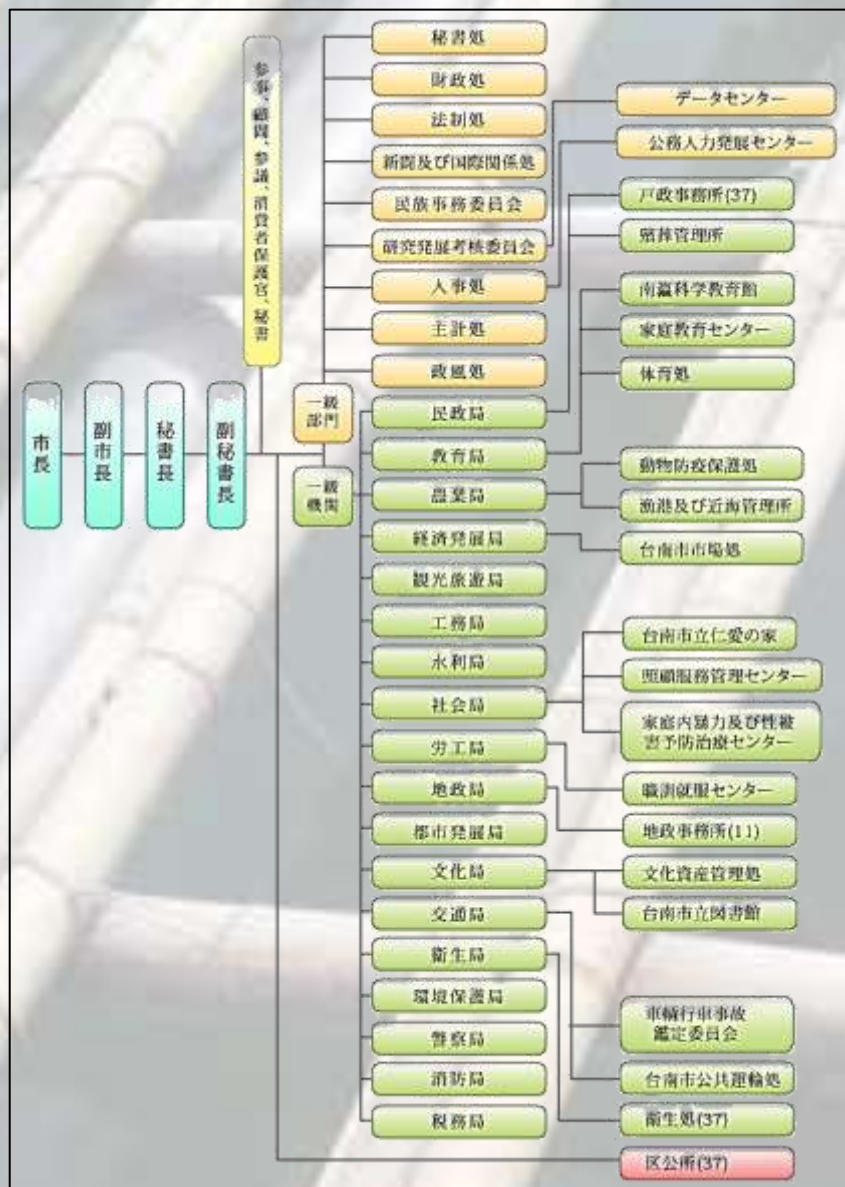 参事、顧問、参議、消費者保護官、秘書
市長
副市長
秘書長
副秘書長
一級
部門
一級
機関
秘書処
財政処
法制処
新聞及び国際関係処
民族事務委員会
研究発展考核委員会
人事処
主計処
政風処
民政局
教育局
農業局
経済発展局
観光旅遊局
工務局
水利局
社会局
労工局
地政局
都市発展局
文化局
交通局
衛生局
環境保護局
警察局
消防局
税務局
データセンター
公務人力発展センター
戸政事務所(37)
殯葬管理所
南瀛科学教育館
家庭教育センター
体育処
動物防疫保護処
漁港及び近海管理所
台南市市場処
台南市立仁愛の家
照顧服務管理センター
家庭内暴力及び性被
害予防治療センター
職訓就服センター
地政事務所(11)
文化資産管理処
台南市立図書館
車輛行車事故
鑑定委員会
台南市公共運輸処
衛生処(37)
区公所(37)